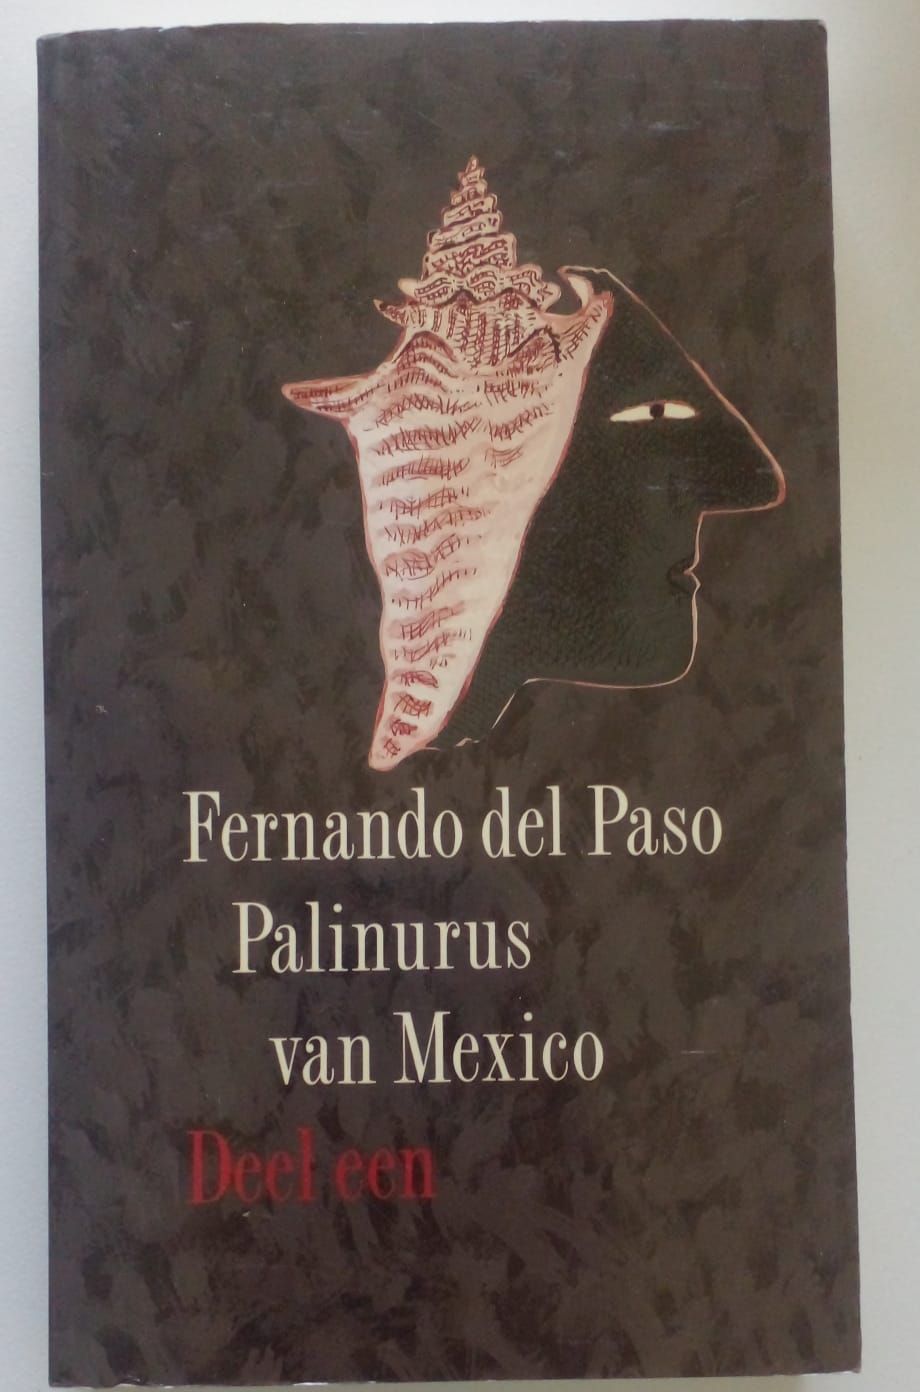 Fernando del Paso
Palinurus
van Mexico
Deel een